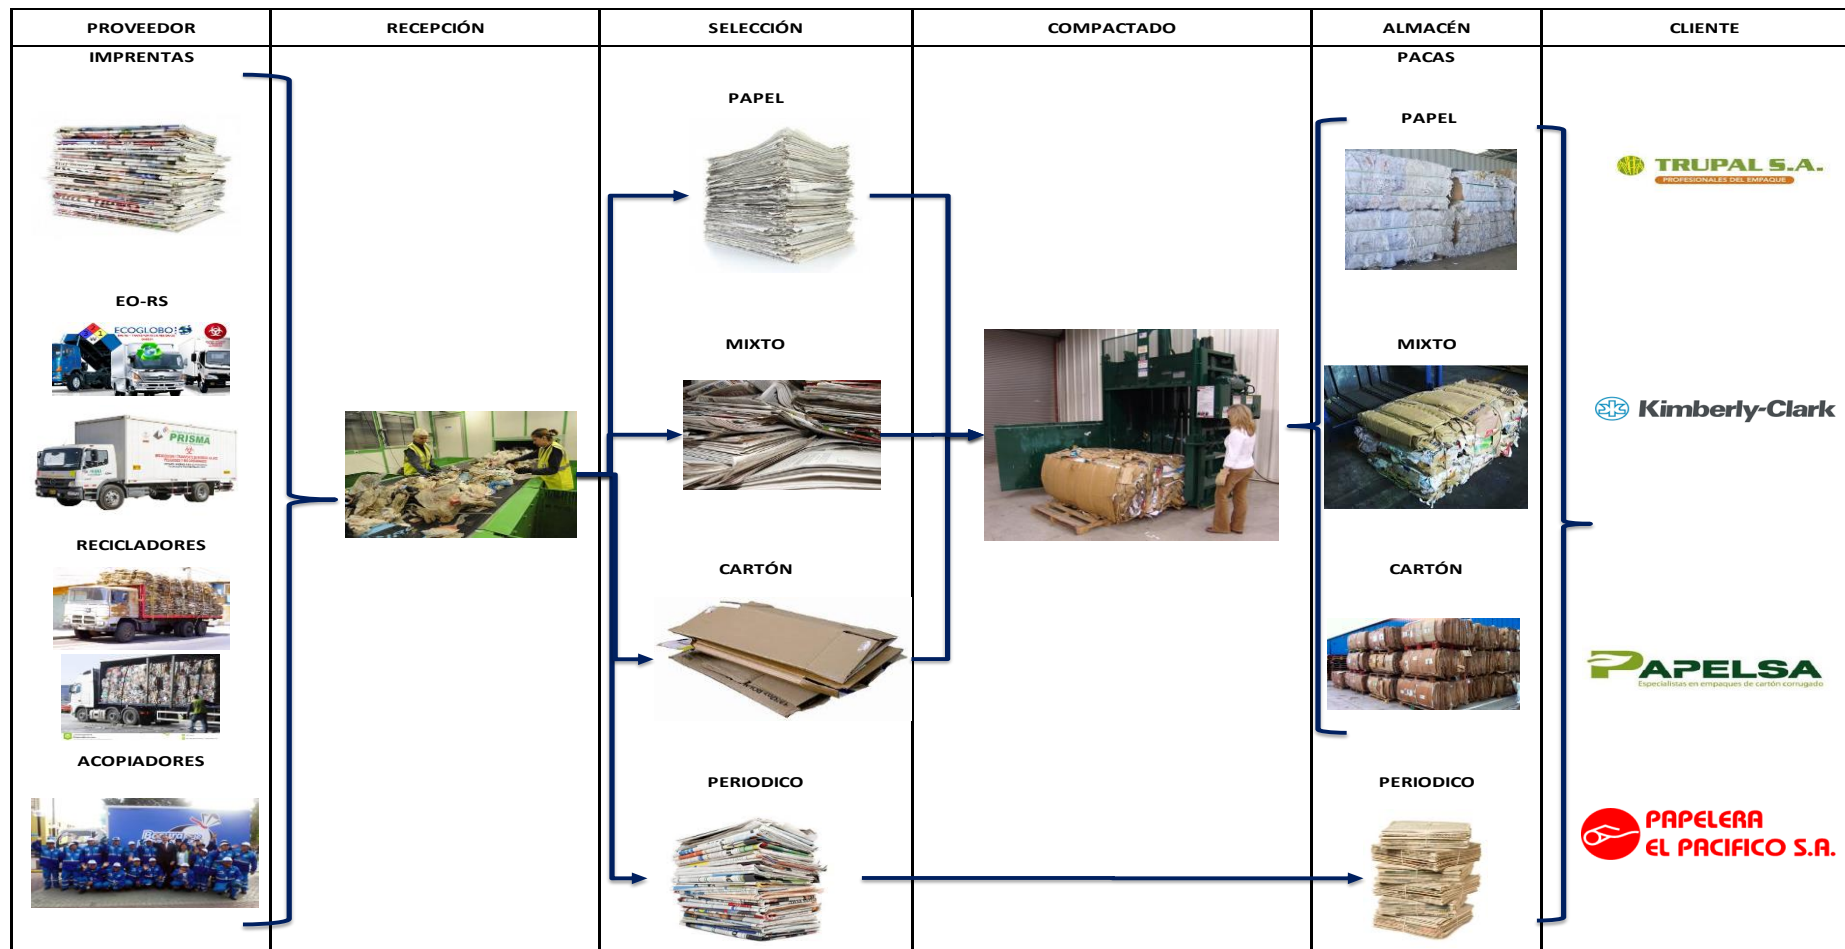 PROVEEDOR
RECEPCIÓN
SELECCIÓN
COMPACTADO
ALMACÉN
CLIENTE
IMPRENTAS
EO-RS
ECOGLOBO
PRISMA
RECICLADORES
ACOPIADORES
PAPEL
MIXTO
CARTÓN
PERIODICO
PACAS
PAPEL
MIXTO
CARTÓN
PERIODICO
TRUPAL S.A.
PROFESIONALES DEL EMPAQUE
Kimberly-Clark
PAPELSA
Especialistas en empaques de cartón corrugado
PAPELERA
EL PACIFICO S.A.